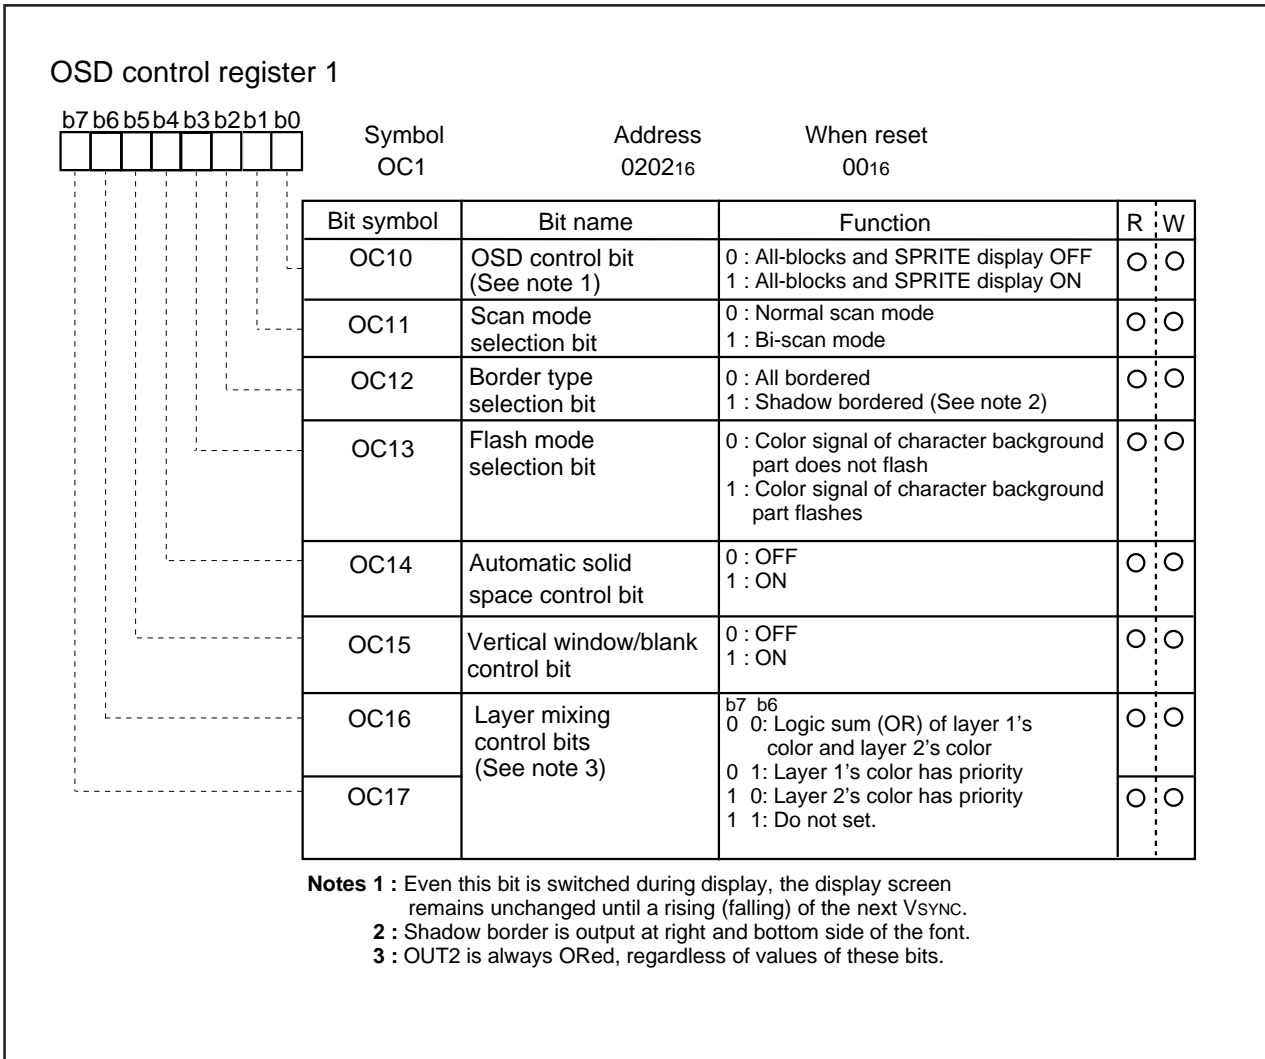 OSD control register 1
b7 b6 b5 b4 b3 b2 b1 b0
Symbol Address When reset
OC1 020216 0016
Bit symbol Bit name Function R W
OC10 OSD control bit (See note 1) 0 : All-blocks and SPRITE display OFF
1 : All-blocks and SPRITE display ON
OC11 Scan mode selection bit 0 : Normal scan mode
1 : Bi-scan mode
OC12 Border type selection bit 0 : All bordered
1 : Shadow bordered (See note 2)
OC13 Flash mode selection bit 0 : Color signal of character background
part does not flash
1 : Color signal of character background
part flashes
OC14 Automatic solid space control bit 0 : OFF
1 : ON
OC15 Vertical window/blank control bit 0 : OFF
1 : ON
OC16 Layer mixing control bits (See note 3) b7 b6
0 0: Logic sum (OR) of layer 1's
color and layer 2's color
0 1: Layer 1's color has priority
OC17 1 0: Layer 2's color has priority
1 1: Do not set.
Notes 1 : Even this bit is switched during display, the display screen
remains unchanged until a rising (falling) of the next VSYNC.
2 : Shadow border is output at right and bottom side of the font.
3 : OUT2 is always ORed, regardless of values of these bits.